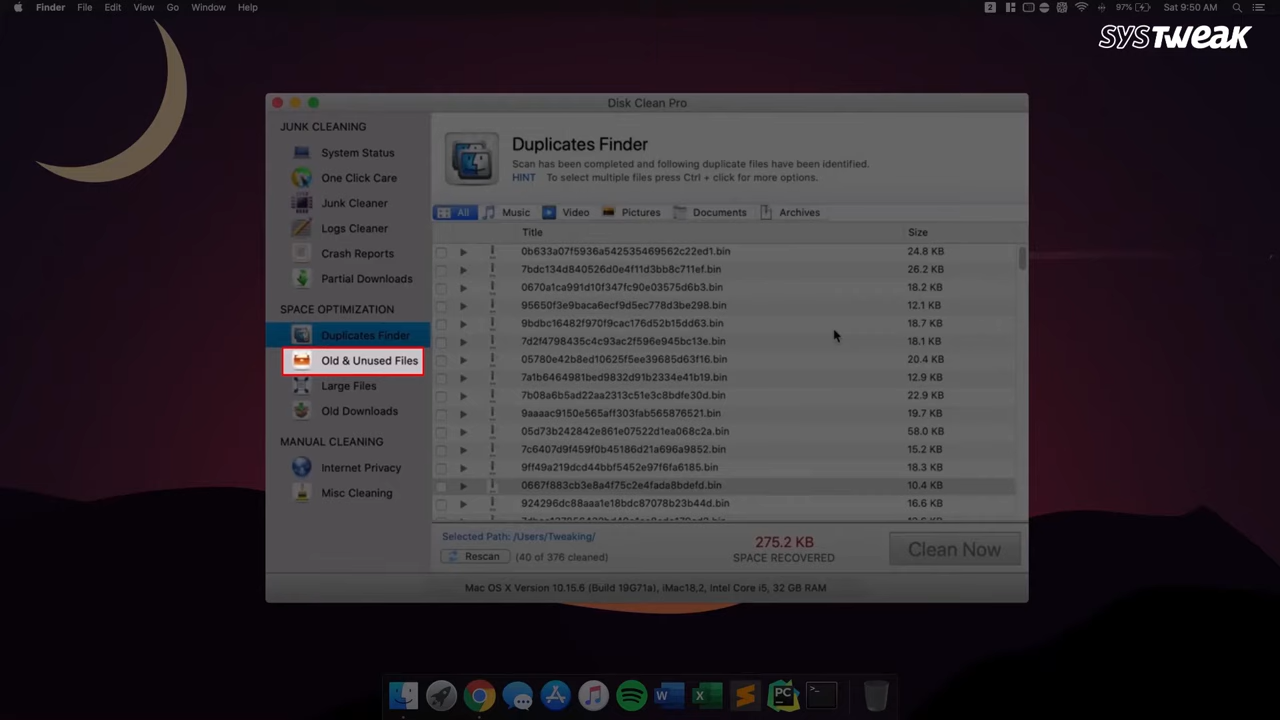 Finder File Edit View Go Window Help
2 97% Sat 9:50 AM
SYSTWEAK
Disk Clean Pro
JUNK CLEANING
System Status
One Click Care
Junk Cleaner
Logs Cleaner
Crash Reports
Partial Downloads
SPACE OPTIMIZATION
Duplicates Finder
Old & Unused Files
Large Files
Old Downloads
MANUAL CLEANING
Internet Privacy
Misc Cleaning
Duplicates Finder
Scan has been completed and following duplicate files have been identified.
HINT To select multiple files press Ctrl + click for more options.
All Music Video Pictures Documents Archives
Title Size
0b633a07f5936a542535469562c22ed1.bin 24.8 KB
7bdc134d840526d0e4f11d3bb8c711ef.bin 26.2 KB
0670a1ca991d10f347fc90e03575d6b3.bin 18.2 KB
95650f3e9baca6ecf9d5ec778d3be298.bin 12.1 KB
9bdbc16482f970f9cac176d52b15dd63.bin 18.7 KB
7d2f4798435c4c93ac2f596e945bc13e.bin 18.1 KB
05780e42b8ed10625f5ee39685d63f16.bin 20.4 KB
7a1b6464981bed9832d91b2334e41b19.bin 12.9 KB
7b08a6b5ad22aa2313c51e3c8bdfe30d.bin 22.9 KB
9aaaac9150e565aff303fab565876521.bin 19.7 KB
05d73b242842e861e07522d1ea068c2a.bin 58.0 KB
7c6407d9f459f0b45186d21a696a9852.bin 15.2 KB
9ff49a219dcd44bbf5452e97f6fa6185.bin 18.3 KB
0667f883cb3e8a4f75c2e4fada8bdefd.bin 10.4 KB
924296dc88aaa1e18bdc87078b23b44d.bin 16.6 KB
Selected Path: /Users/Tweaking/
Rescan (40 of 376 cleaned)
275.2 KB
SPACE RECOVERED
Clean Now
Mac OS X Version 10.15.6 (Build 19G71a), iMac18,2, Intel Core i5, 32 GB RAM
W X S PC >_